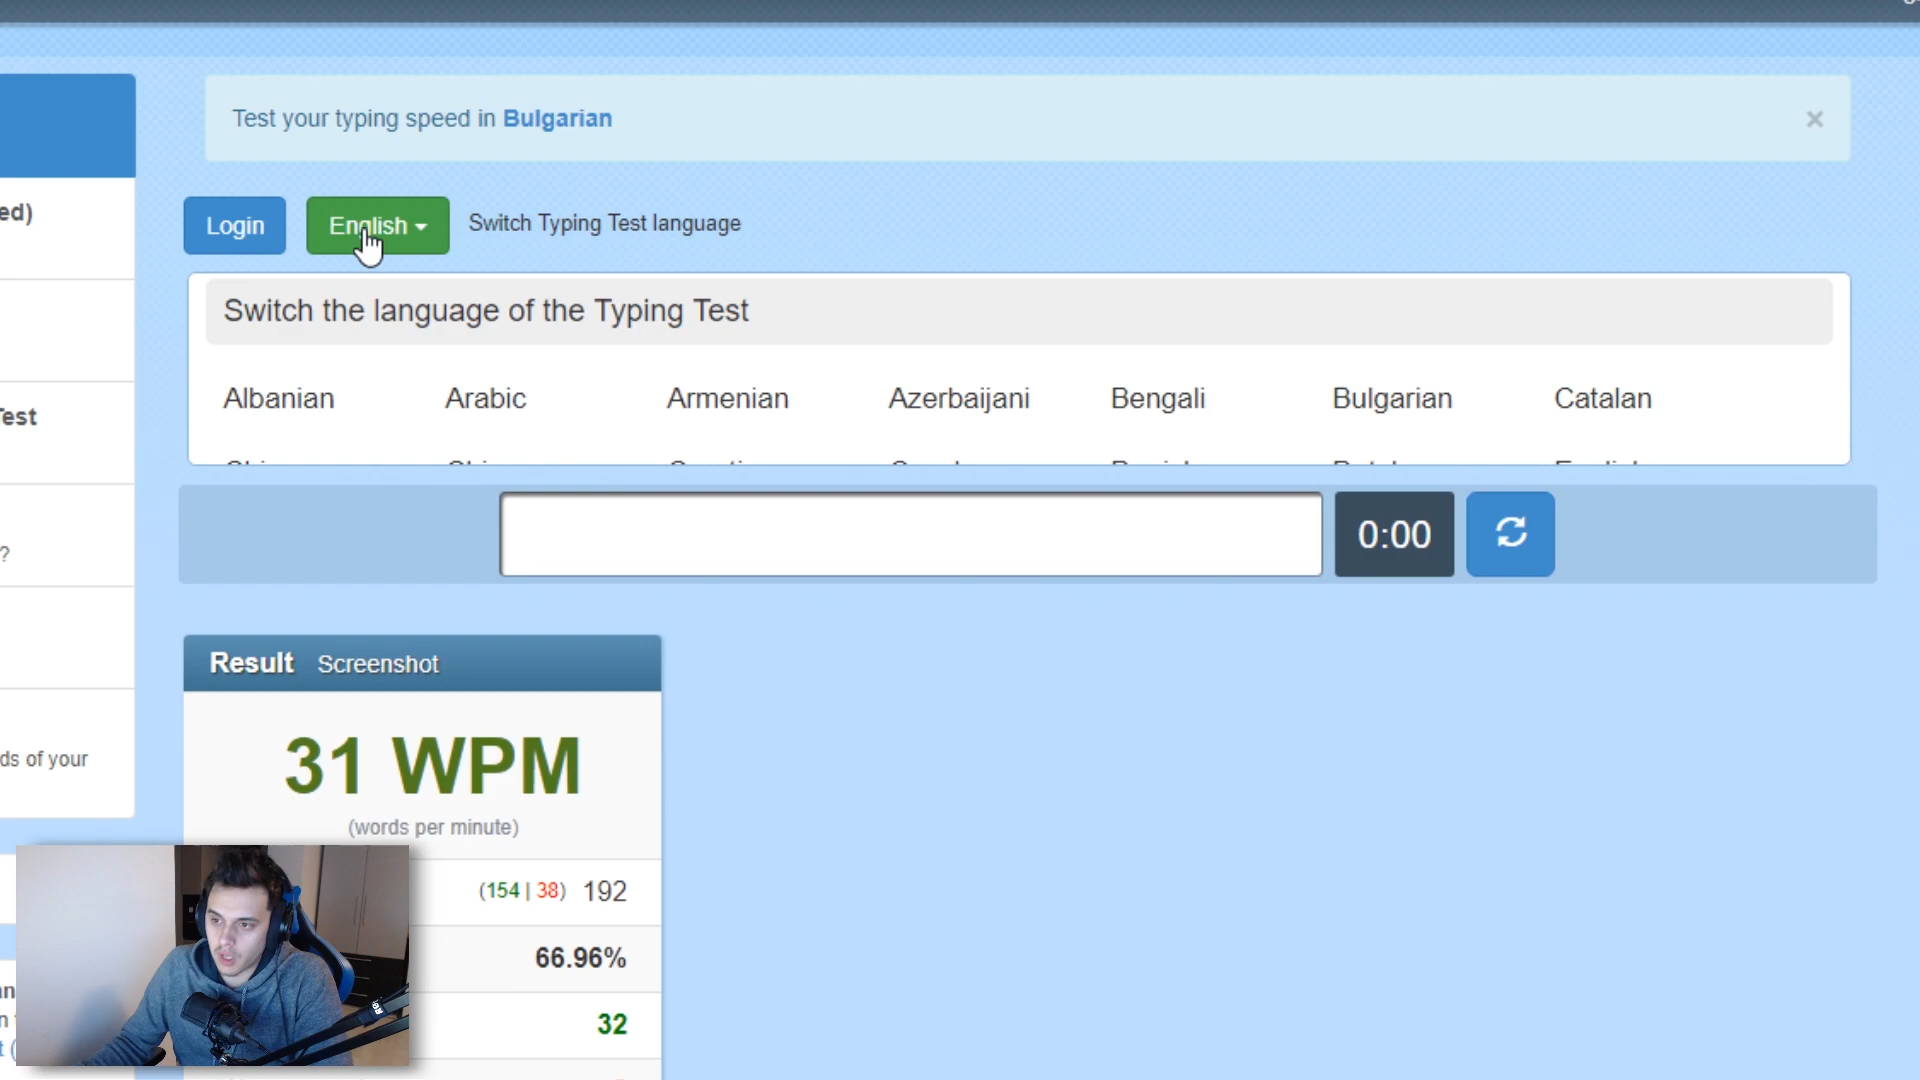 Test your typing speed in Bulgarian ×
ed)
Login English Switch Typing Test language
Switch the language of the Typing Test
Albanian Arabic Armenian Azerbaijani Bengali Bulgarian Catalan
Test
0:00
?
Result Screenshot
31 WPM
ds of your
(words per minute)
(154 | 38) 192
66.96%
32